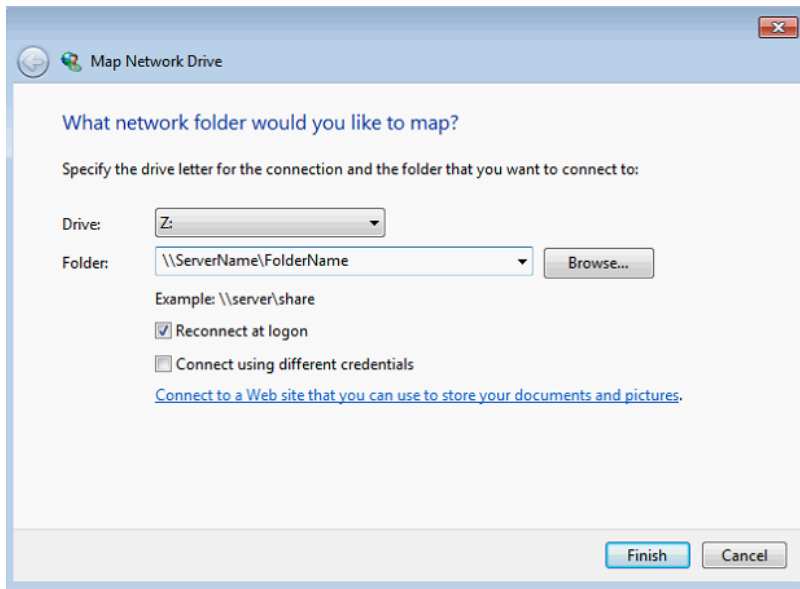 Map Network Drive
What network folder would you like to map?
Specify the drive letter for the connection and the folder that you want to connect to:
Drive: Z:
Folder: \\ServerName\FolderName Browse...
Example: \\server\share
Reconnect at logon
Connect using different credentials
Connect to a Web site that you can use to store your documents and pictures.
Finish Cancel